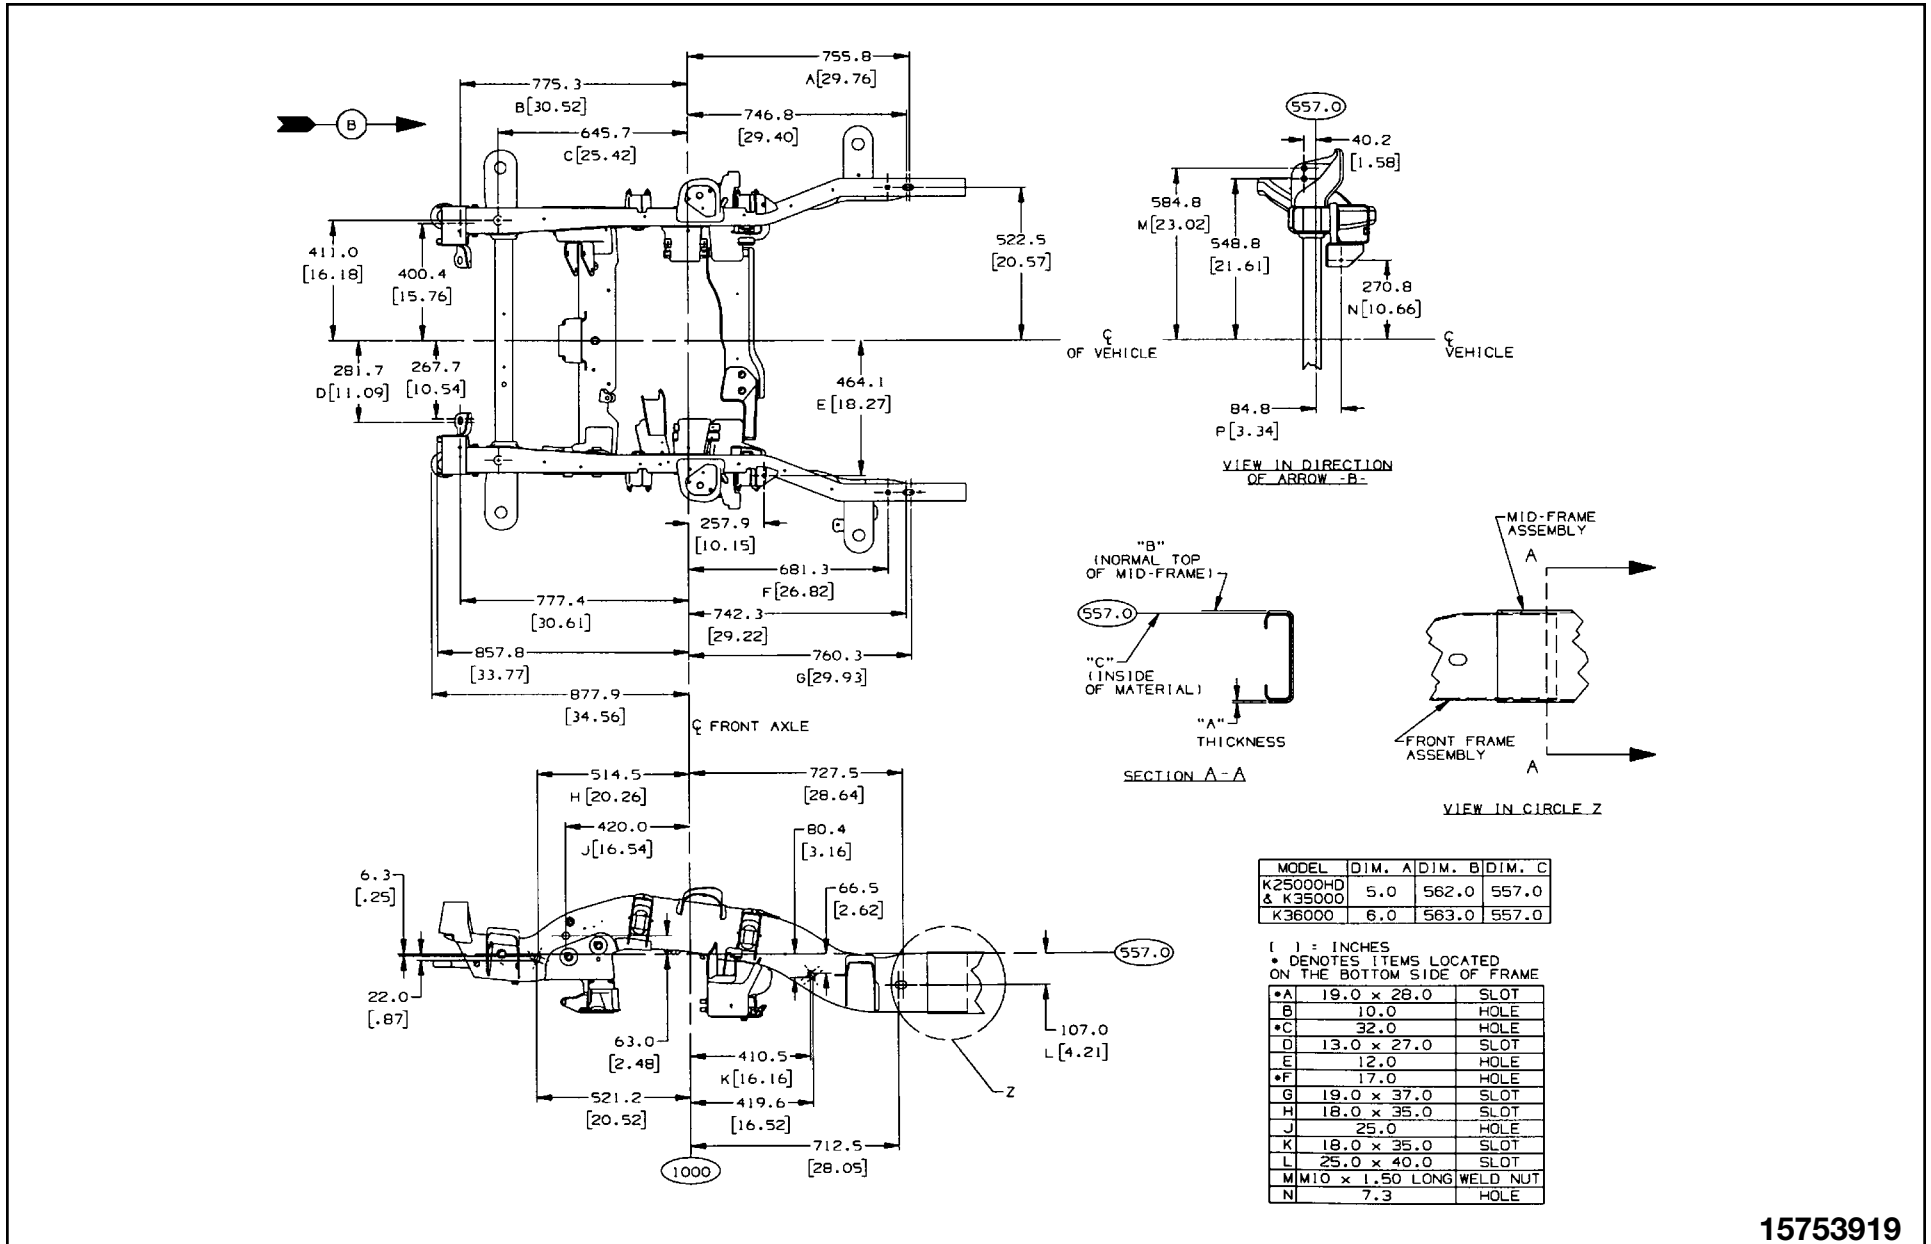 755.8
A[29.76]
775.3
B[30.52]
746.8
[29.40]
B
645.7
C[25.42]
411.0
[16.18]
400.4
[15.76]
522.5
[20.57]
281.7
D[11.09]
267.7
[10.54]
464.1
E[18.27]
℄
OF VEHICLE
257.9
[10.15]
681.3
F[26.82]
777.4
[30.61]
742.3
[29.22]
857.8
[33.77]
760.3
G[29.93]
877.9
[34.56]
℄ FRONT AXLE
557.0
40.2
[1.58]
584.8
M[23.02]
548.8
[21.61]
270.8
N[10.66]
℄
VEHICLE
84.8
P[3.34]
VIEW IN DIRECTION
OF ARROW -B-
"B"
(NORMAL TOP
OF MID-FRAME)
557.0
"C"
(INSIDE
OF MATERIAL)
"A"
THICKNESS
SECTION A-A
MID-FRAME
ASSEMBLY
A
FRONT FRAME
ASSEMBLY
A
VIEW IN CIRCLE Z
514.5
H[20.26]
727.5
[28.64]
420.0
J[16.54]
80.4
[3.16]
6.3
[.25]
66.5
[2.62]
557.0
22.0
[.87]
63.0
[2.48]
410.5
K[16.16]
107.0
L[4.21]
Z
521.2
[20.52]
419.6
[16.52]
712.5
[28.05]
1000
MODEL DIM. A DIM. B DIM. C
K25000HD
& K35000 5.0 562.0 557.0
K36000 6.0 563.0 557.0
[ ] = INCHES
• DENOTES ITEMS LOCATED
ON THE BOTTOM SIDE OF FRAME
•A 19.0 x 28.0 SLOT
B 10.0 HOLE
•C 32.0 HOLE
D 13.0 x 27.0 SLOT
E 12.0 HOLE
•F 17.0 HOLE
G 19.0 x 37.0 SLOT
H 18.0 x 35.0 SLOT
J 25.0 HOLE
K 18.0 x 35.0 SLOT
L 25.0 x 40.0 SLOT
M M10 x 1.50 LONG WELD NUT
N 7.3 HOLE
15753919